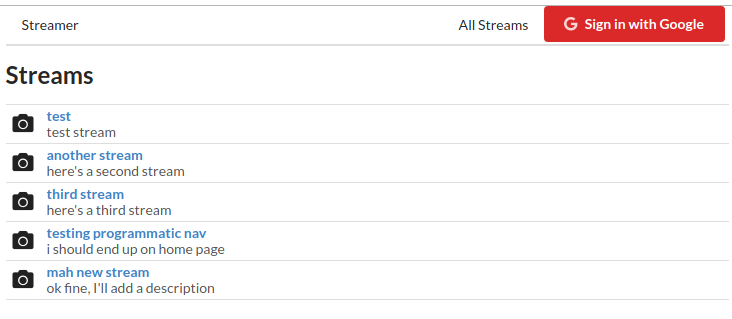 Streamer
All Streams
Sign in with Google
Streams
test
test stream
another stream
here's a second stream
third stream
here's a third stream
testing programmatic nav
i should end up on home page
mah new stream
ok fine, I'll add a description